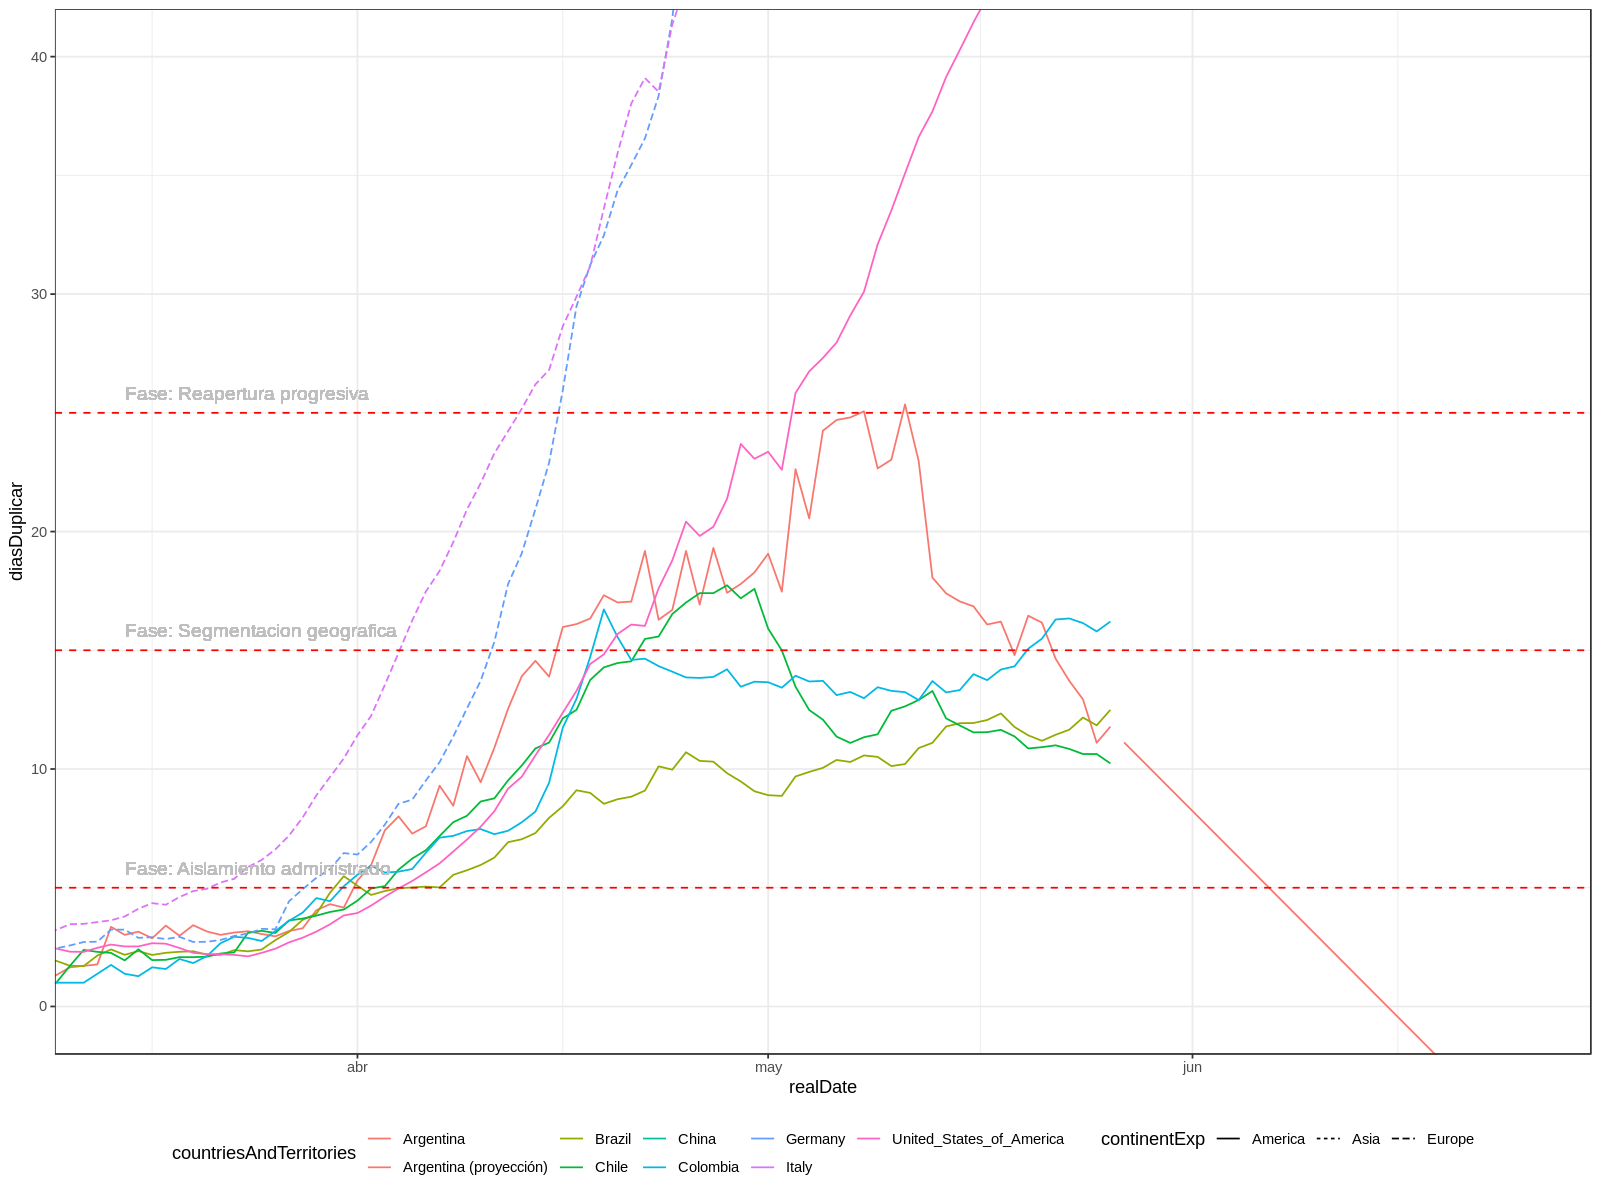 40
30
20
10
0
diasDuplicar
Fase: Reapertura progresiva
Fase: Segmentacion geografica
Fase: Aislamiento administrado
abr may jun
realDate
countriesAndTerritories
Argentina Brazil China Germany United_States_of_America
Argentina (proyección) Chile Colombia Italy
continentExp America Asia Europe